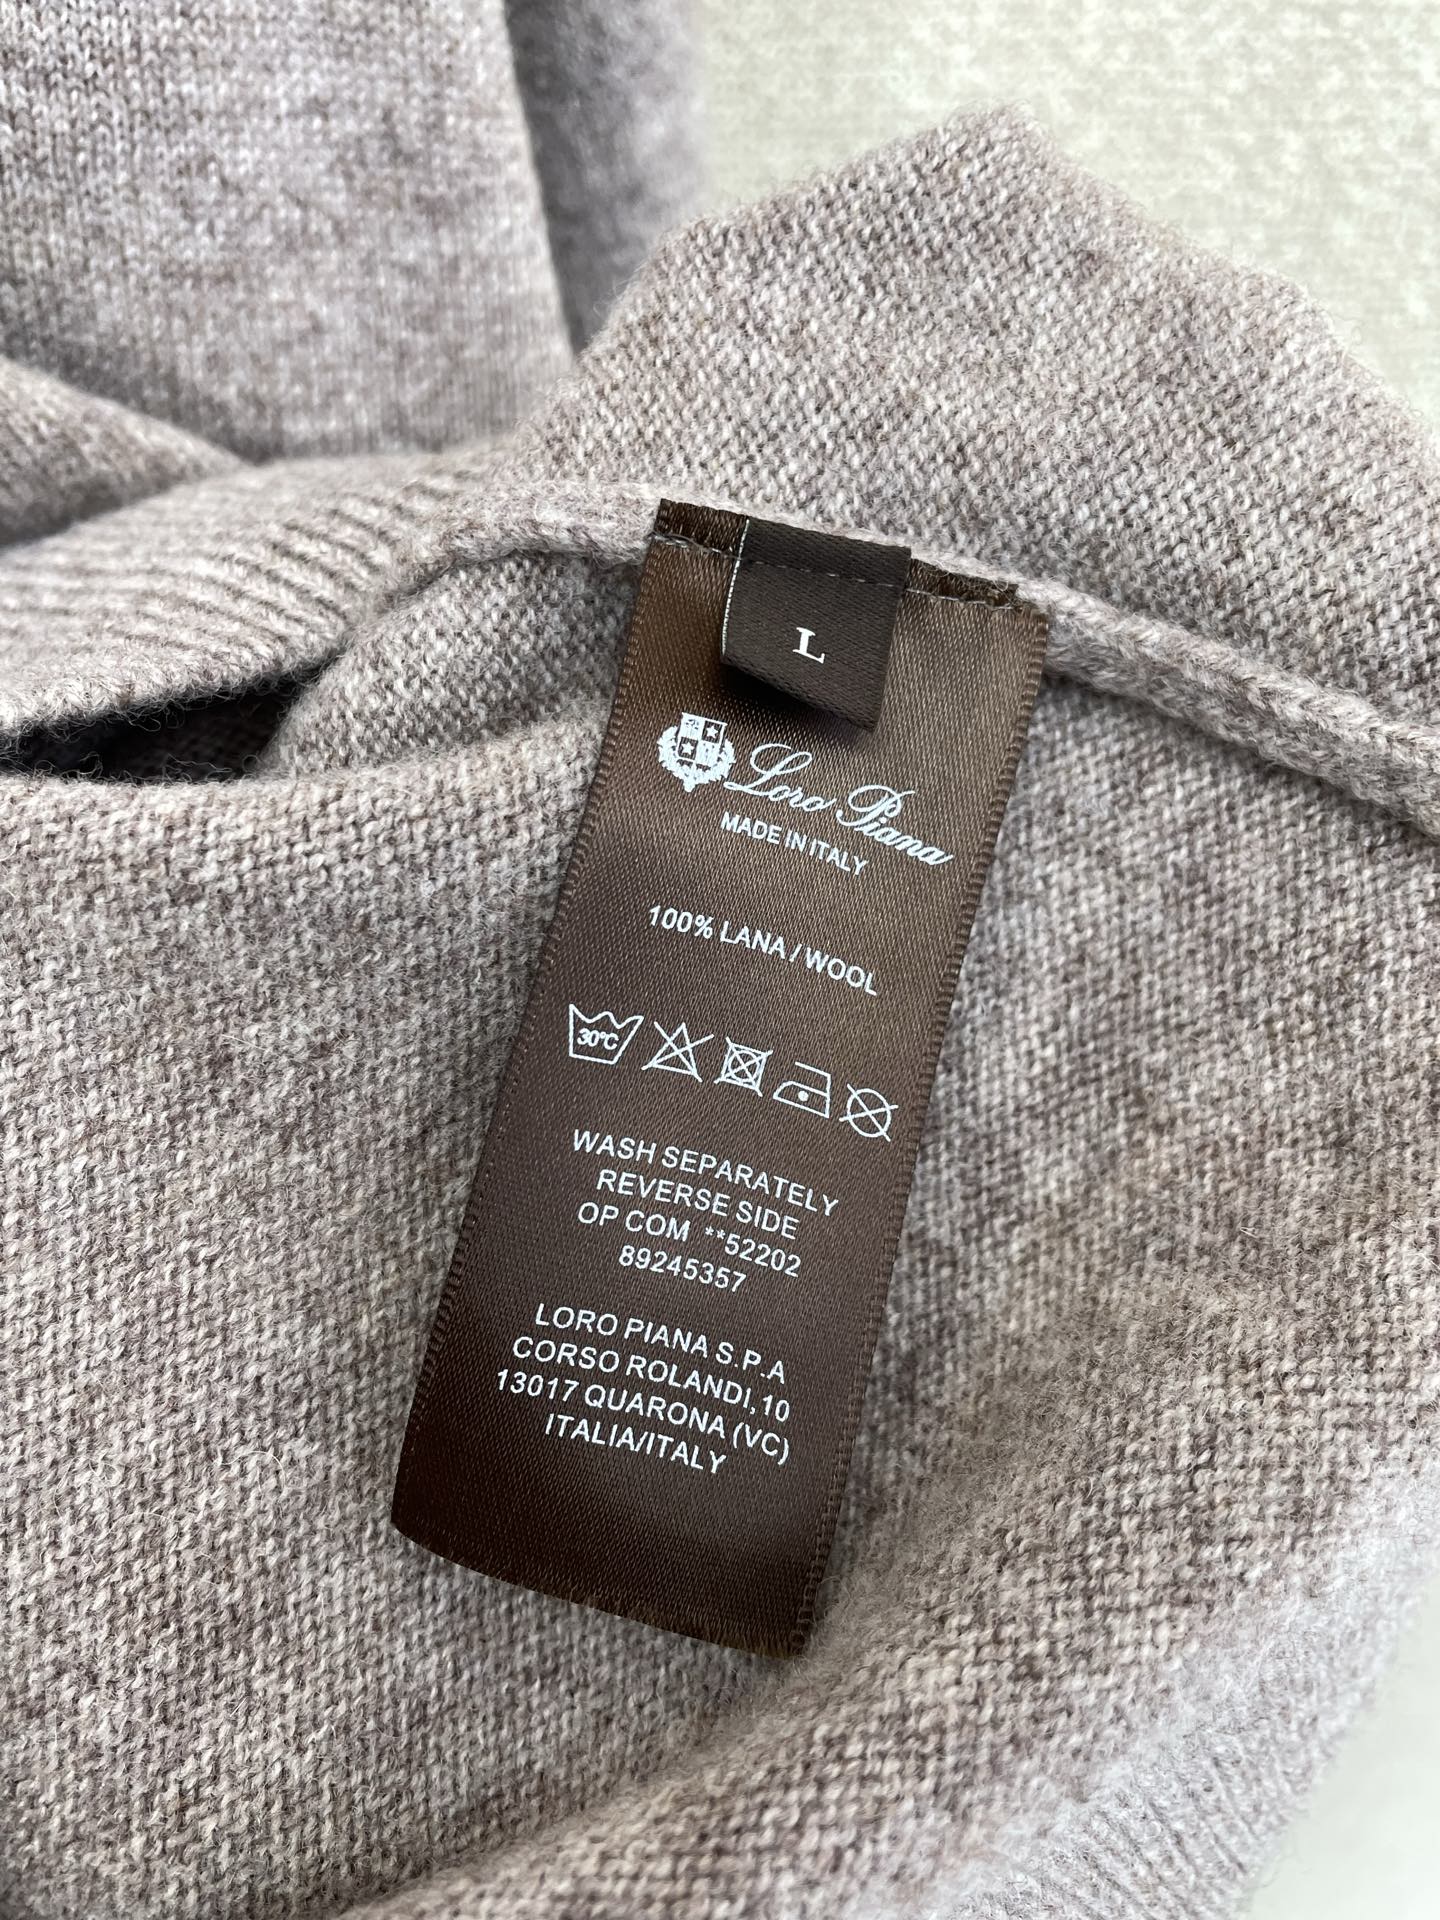 L
Loro Piana
MADE IN ITALY
100% LANA / WOOL
30°C
WASH SEPARATELY
REVERSE SIDE
OP COM **52202
89245357
LORO PIANA S.P.A
CORSO ROLANDI,10
13017 QUARONA (VC)
ITALIA/ITALY